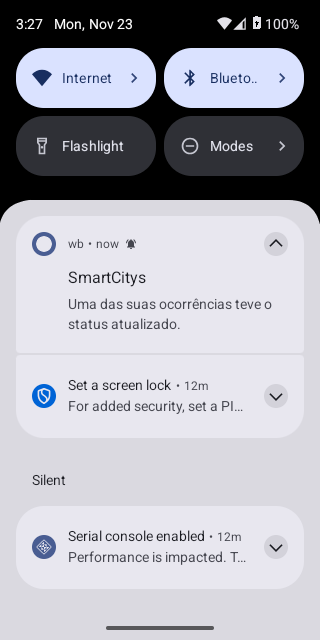 3:27 Mon, Nov 23 100%
Internet
Blueto..
Flashlight
Modes
wb • now
SmartCitys
Uma das suas ocorrências teve o
status atualizado.
Set a screen lock • 12m
For added security, set a PI…
Silent
Serial console enabled • 12m
Performance is impacted. T…